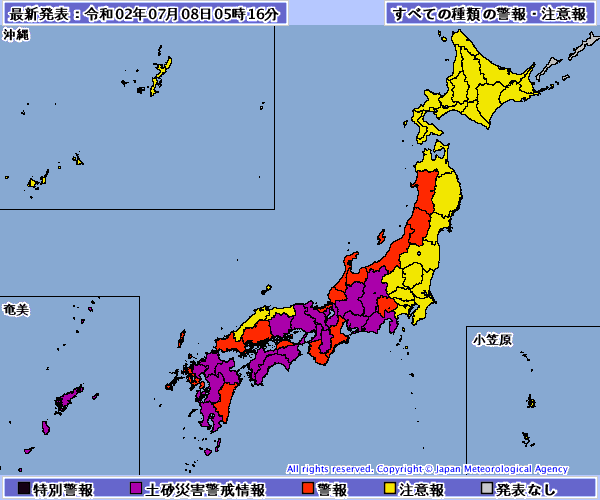 最新発表：令和02年07月08日05時16分
すべての種類の警報・注意報
沖縄
奄美
小笠原
All rights reserved. Copyright © Japan Meteorological Agency
特別警報 土砂災害警戒情報 警報 注意報 発表なし